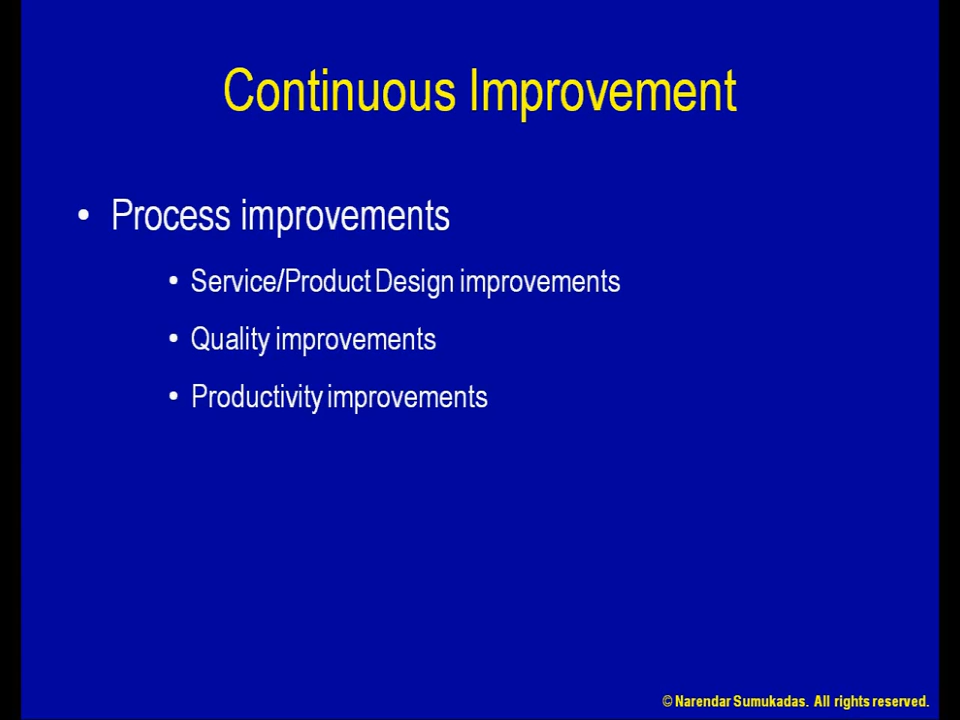 Continuous Improvement
• Process improvements
• Service/Product Design improvements
• Quality improvements
• Productivity improvements
© Narendar Sumukadas. All rights reserved.